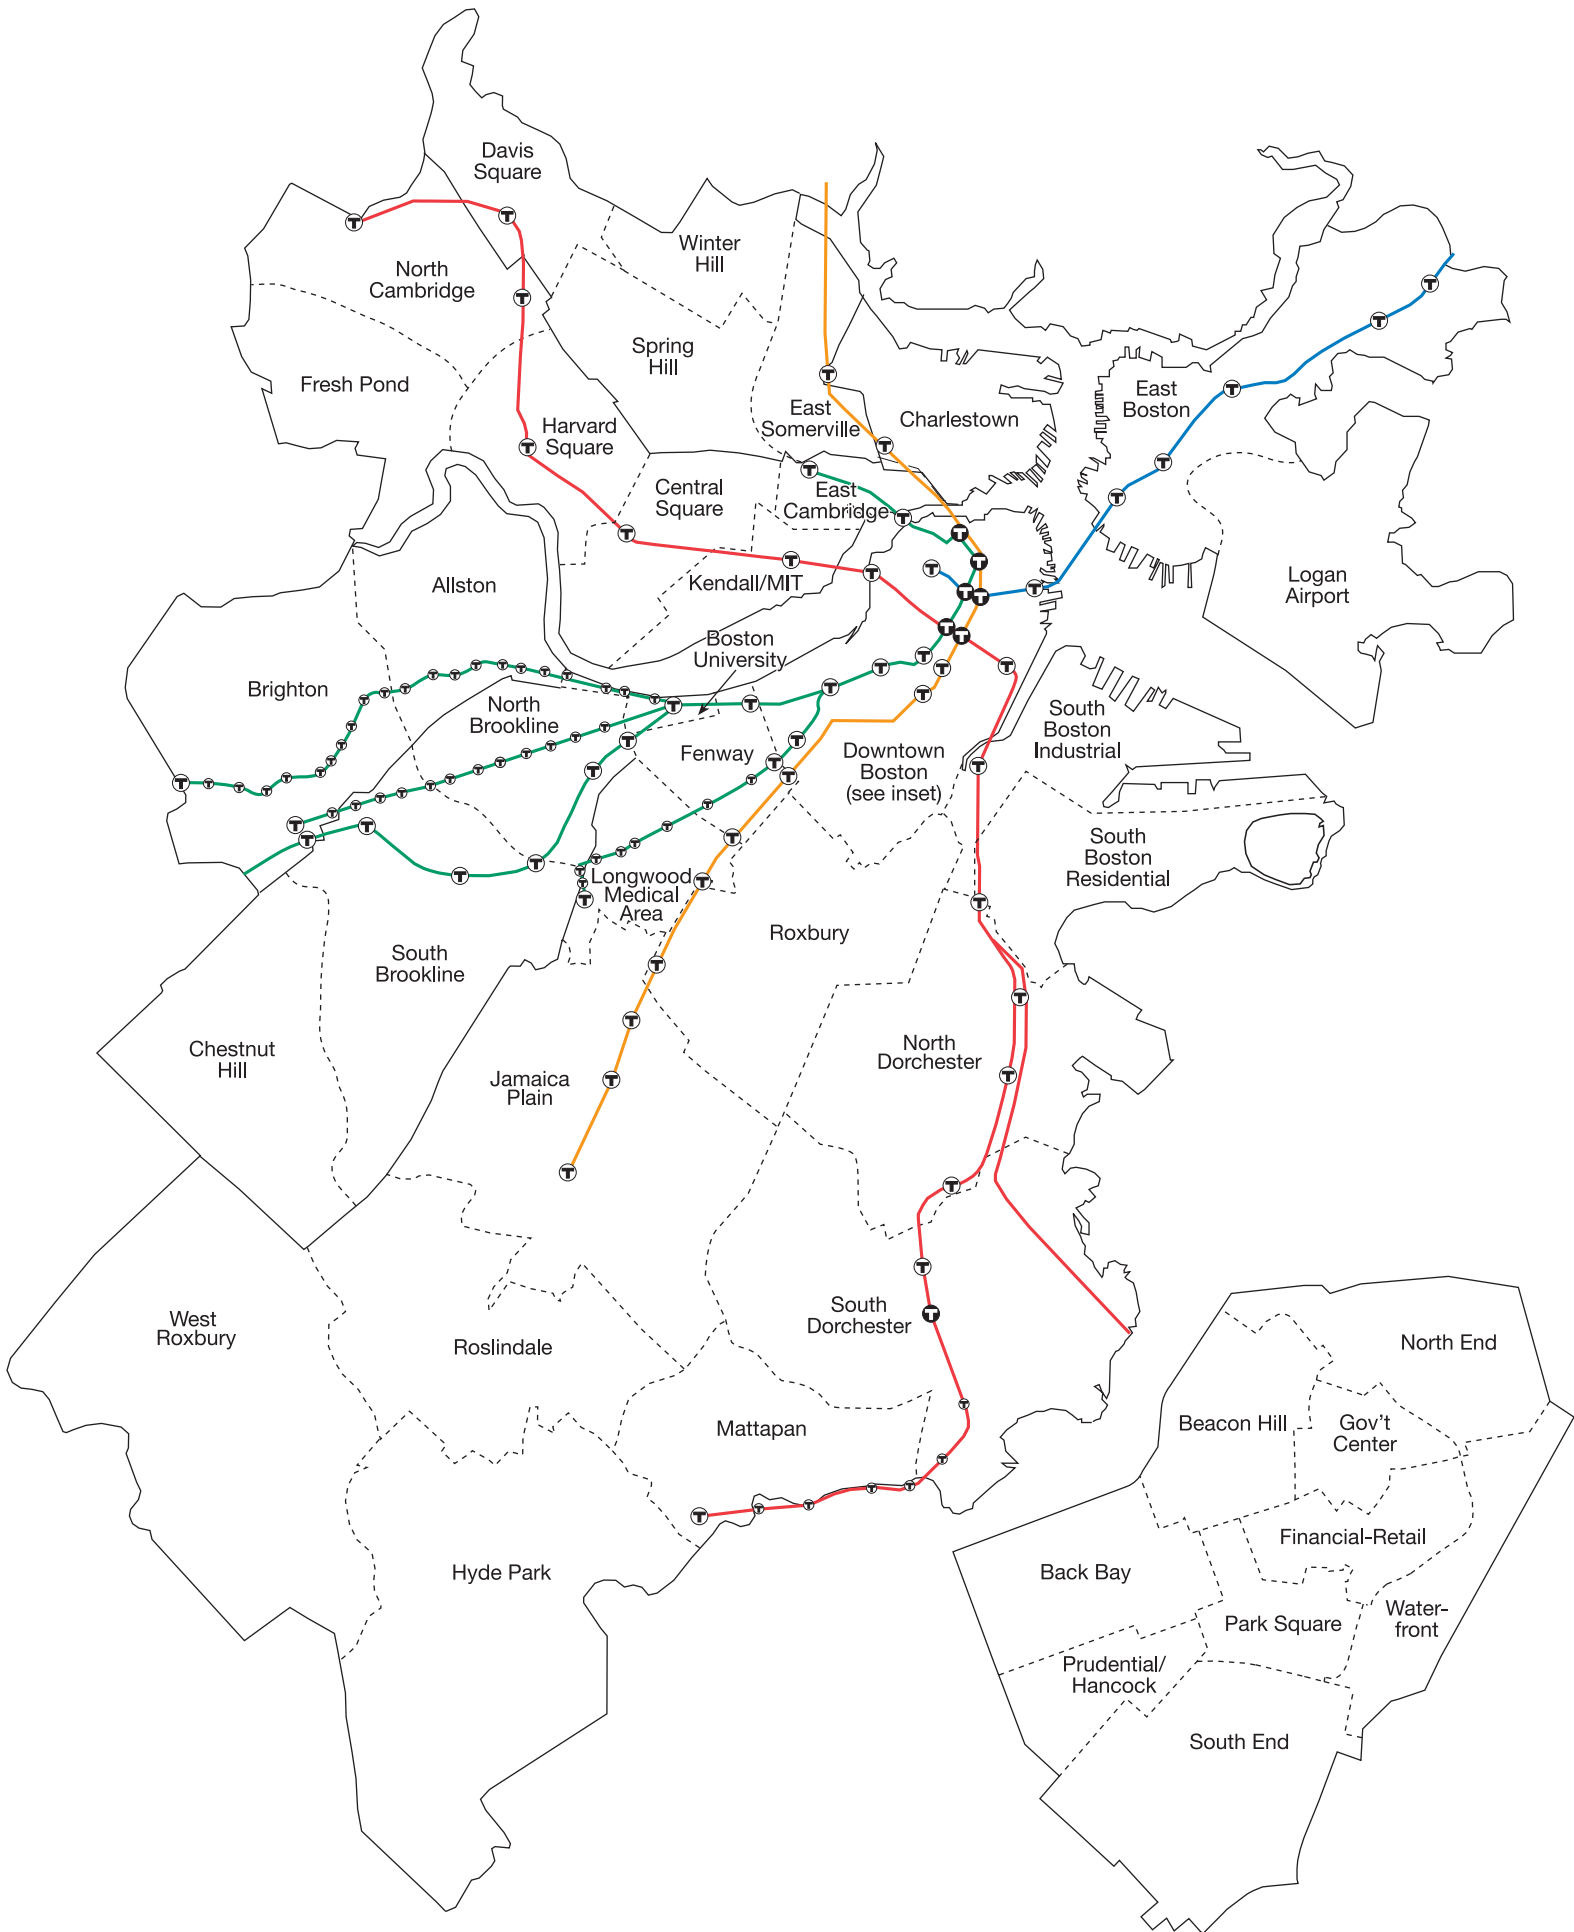 Davis
Square
Winter
Hill
North
Cambridge
Spring
Hill
Fresh Pond
East
Boston
East
Somerville
Charlestown
Harvard
Square
Central
Square
East
Cambridge
Logan
Airport
Allston
Kendall/MIT
Boston
University
Brighton
North
Brookline
South
Boston
Industrial
Fenway
Downtown
Boston
(see inset)
South
Boston
Residential
Longwood
Medical
Area
Roxbury
South
Brookline
North
Dorchester
Chestnut
Hill
Jamaica
Plain
West
Roxbury
South
Dorchester
Roslindale
North End
Mattapan
Beacon Hill
Gov't
Center
Financial-Retail
Hyde Park
Back Bay
Park Square
Water-
front
Prudential/
Hancock
South End